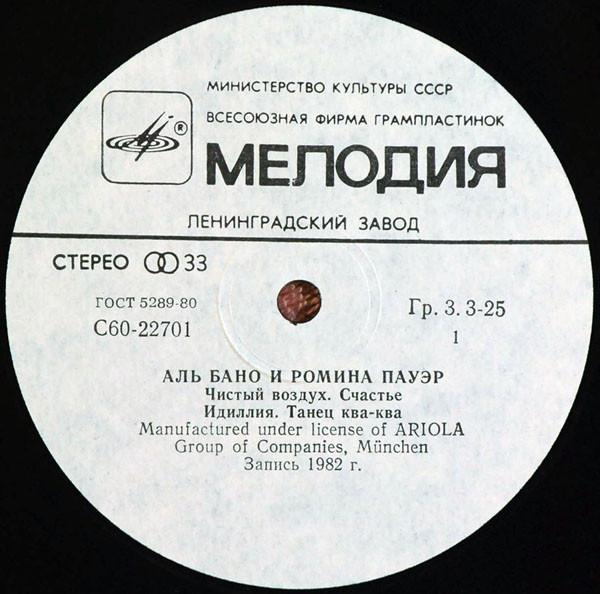 МИНИСТЕРСТВО КУЛЬТУРЫ СССР
ВСЕСОЮЗНАЯ ФИРМА ГРАМПЛАСТИНОК
®
МЕЛОДИЯ
ЛЕНИНГРАДСКИЙ ЗАВОД
СТЕРЕО 33
ГОСТ 5289-80
С60-22701
Гр. 3. 3-25
1
АЛЬ БАНО И РОМИНА ПАУЭР
Чистый воздух. Счастье
Идиллия. Танец ква-ква
Manufactured under license of ARIOLA
Group of Companies, München
Запись 1982 г.